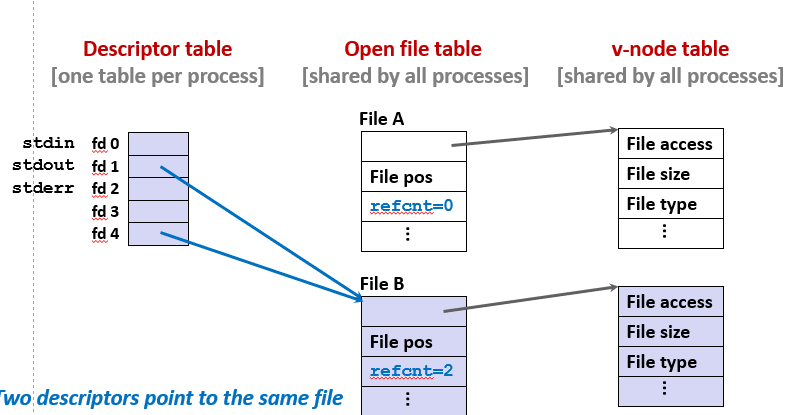 Descriptor table
[one table per process]
Open file table
[shared by all processes]
v-node table
[shared by all processes]
stdin fd 0
stdout fd 1
stderr fd 2
fd 3
fd 4
File A
File pos
refcnt=0
⋮
File access
File size
File type
⋮
File B
File pos
refcnt=2
⋮
File access
File size
File type
⋮
Two descriptors point to the same file